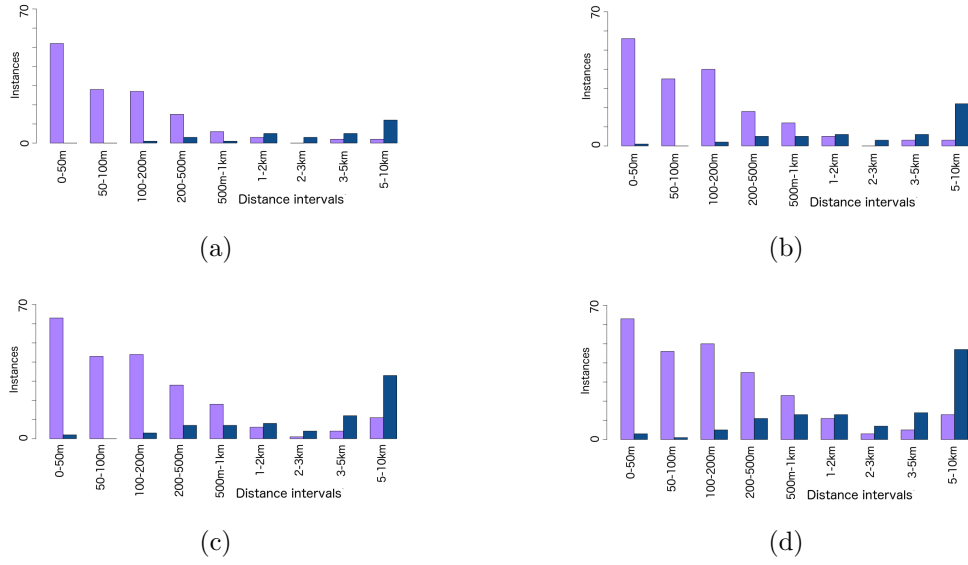 70
Instances
0
0-50m
50-100m
100-200m
200-500m
500m-1km
1-2km
2-3km
3-5km
5-10km
Distance intervals
(a)
70
Instances
0
0-50m
50-100m
100-200m
200-500m
500m-1km
1-2km
2-3km
3-5km
5-10km
Distance intervals
(b)
70
Instances
0
0-50m
50-100m
100-200m
200-500m
500m-1km
1-2km
2-3km
3-5km
5-10km
Distance intervals
(c)
70
Instances
0
0-50m
50-100m
100-200m
200-500m
500m-1km
1-2km
2-3km
3-5km
5-10km
Distance intervals
(d)